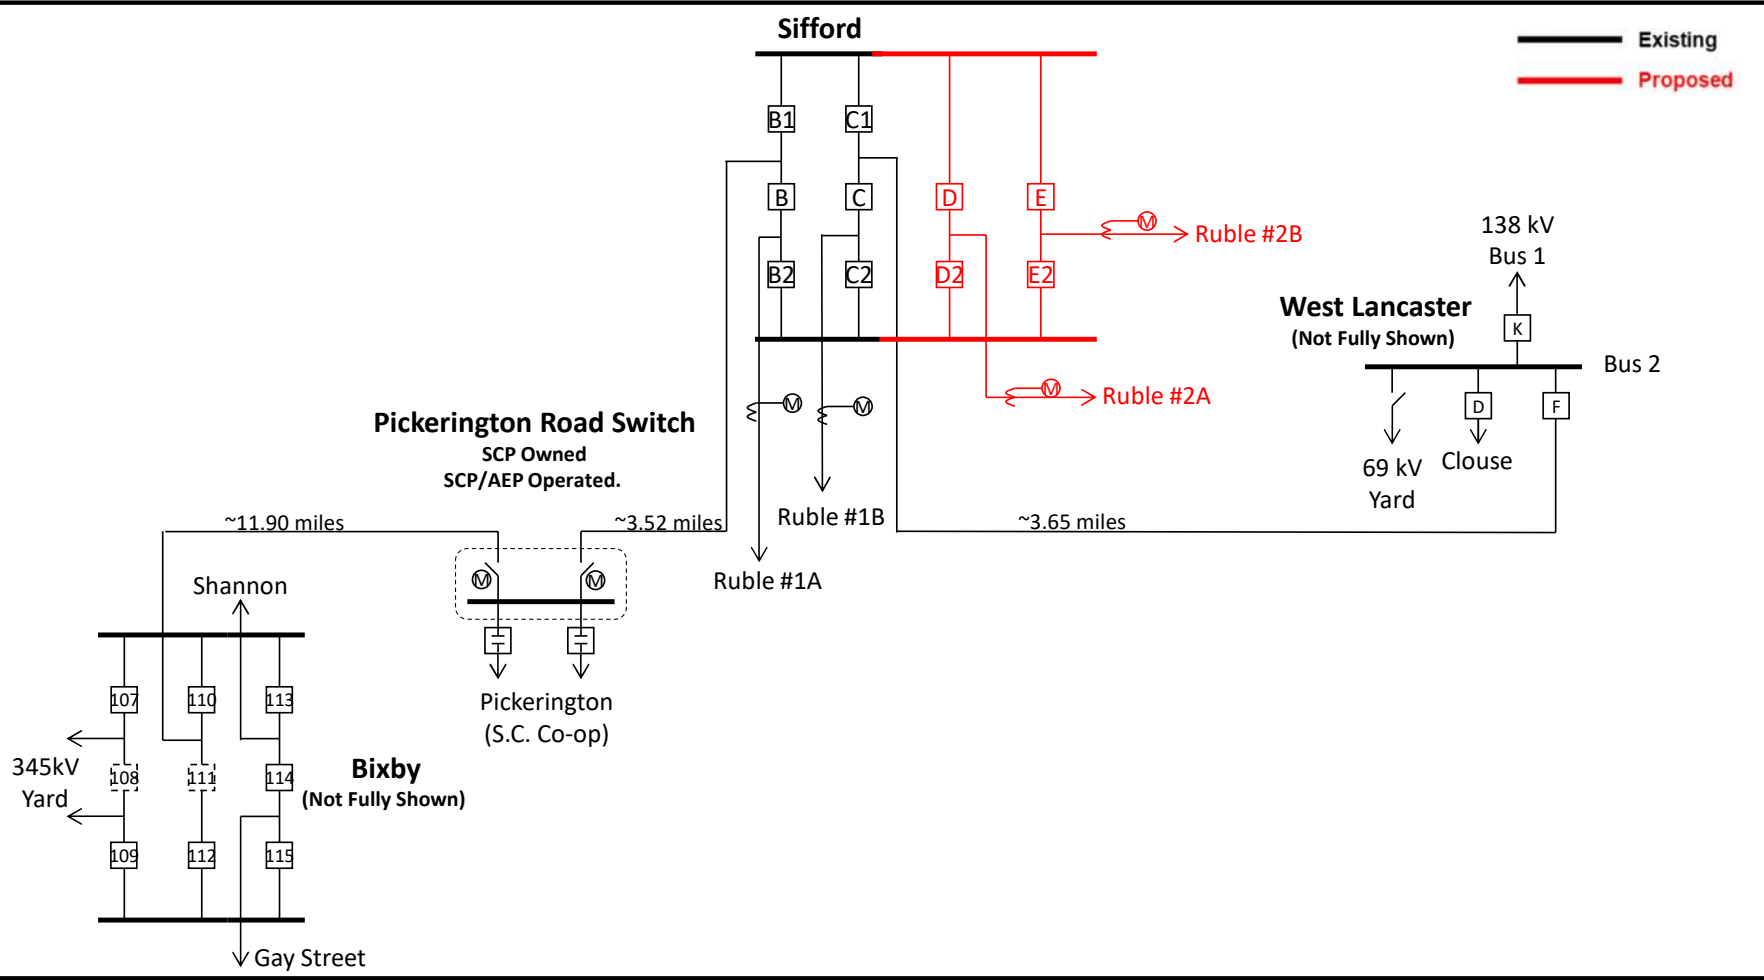 Sifford
Existing
Proposed
B1
C1
B
C
D
E
M
Ruble #2B
B2
C2
D2
E2
138 kV
Bus 1
West Lancaster
(Not Fully Shown)
K
Bus 2
M
Ruble #2A
M
M
D
F
69 kV
Yard
Clouse
Pickerington Road Switch
SCP Owned
SCP/AEP Operated.
~11.90 miles
~3.52 miles
Ruble #1B
~3.65 miles
Ruble #1A
M
M
Shannon
Pickerington
(S.C. Co-op)
107
110
113
345kV
Yard
108
111
114
Bixby
(Not Fully Shown)
109
112
115
Gay Street